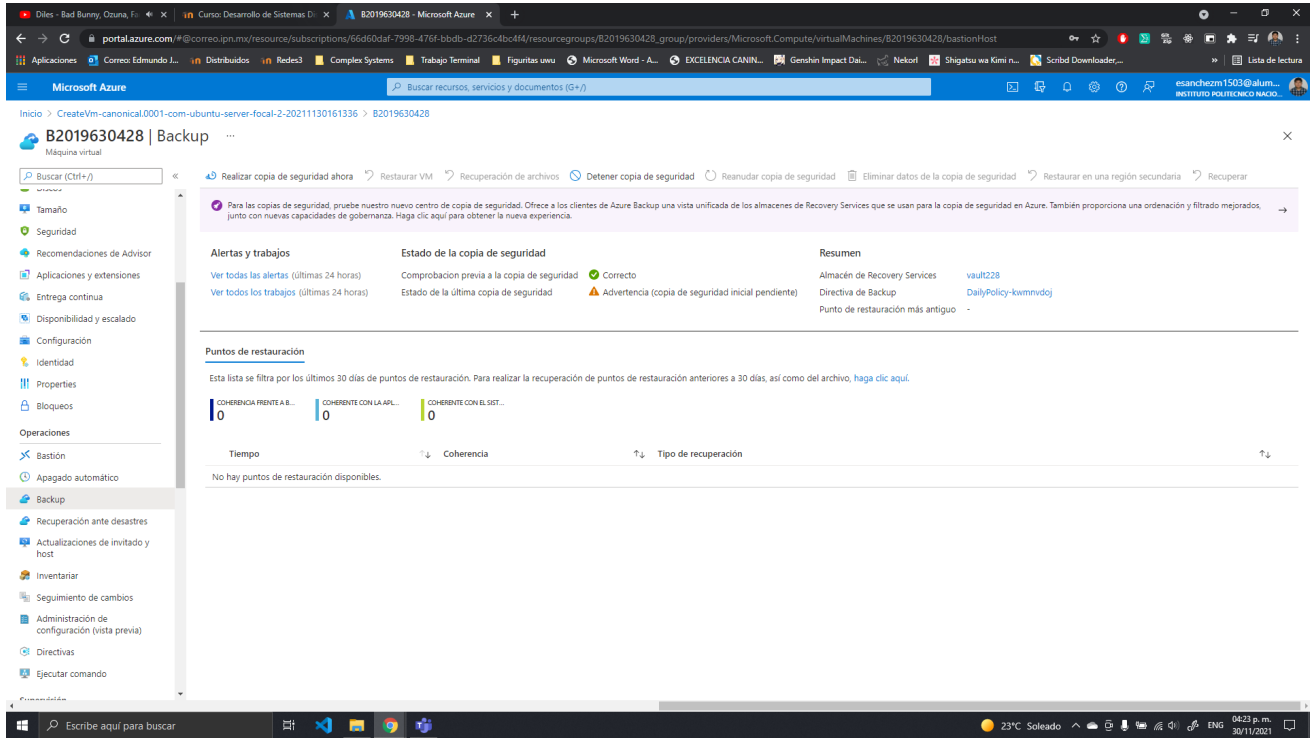 Diles - Bad Bunny, Ozuna, Fa
Curso: Desarrollo de Sistemas Di
B2019630428 - Microsoft Azure
portal.azure.com/#@correo.ipn.mx/resource/subscriptions/66d60daf-7998-476f-bbdb-d2736c4bc4f4/resourcegroups/B2019630428_group/providers/Microsoft.Compute/virtualMachines/B2019630428/bastionHost
Aplicaciones Correo: Edmundo J... Distribuidos Redes3 Complex Systems Trabajo Terminal Figuritas uwu Microsoft Word - A... EXCELENCIA CANIN... Genshin Impact Dai... Nekori Shigatsu wa Kimi n... Scribd Downloader,... » Lista de lectura
Microsoft Azure
Buscar recursos, servicios y documentos (G+/)
esanchezm1503@alum...
INSTITUTO POLITECNICO NACIO...
Inicio > CreateVm-canonical.0001-com-ubuntu-server-focal-2-20211130161336 > B2019630428
B2019630428 | Backup ...
Máquina virtual
Buscar (Ctrl+/) «
Realizar copia de seguridad ahora Restaurar VM Recuperación de archivos Detener copia de seguridad Reanudar copia de seguridad Eliminar datos de la copia de seguridad Restaurar en una región secundaria Recuperar
Discos
Tamaño
Seguridad
Recomendaciones de Advisor
Aplicaciones y extensiones
Entrega continua
Disponibilidad y escalado
Configuración
Identidad
Properties
Bloqueos
Operaciones
Bastión
Apagado automático
Backup
Recuperación ante desastres
Actualizaciones de invitado y
host
Inventariar
Seguimiento de cambios
Administración de
configuración (vista previa)
Directivas
Ejecutar comando
Supervisión
Para las copias de seguridad, pruebe nuestro nuevo centro de copia de seguridad. Ofrece a los clientes de Azure Backup una vista unificada de los almacenes de Recovery Services que se usan para la copia de seguridad en Azure. También proporciona una ordenación y filtrado mejorados,
junto con nuevas capacidades de gobernanza. Haga clic aquí para obtener la nueva experiencia.
Alertas y trabajos
Ver todas las alertas (últimas 24 horas)
Ver todos los trabajos (últimas 24 horas)
Estado de la copia de seguridad
Comprobacion previa a la copia de seguridad Correcto
Estado de la última copia de seguridad Advertencia (copia de seguridad inicial pendiente)
Resumen
Almacén de Recovery Services vault228
Directiva de Backup DailyPolicy-kwmnvdoj
Punto de restauración más antiguo -
Puntos de restauración
Esta lista se filtra por los últimos 30 días de puntos de restauración. Para realizar la recuperación de puntos de restauración anteriores a 30 días, así como del archivo, haga clic aquí.
COHERENCIA FRENTE A B...
0
COHERENTE CON LA APL...
0
COHERENTE CON EL SIST...
0
Tiempo Coherencia Tipo de recuperación
No hay puntos de restauración disponibles.
Escribe aquí para buscar
23°C Soleado
ENG
04:23 p. m.
30/11/2021